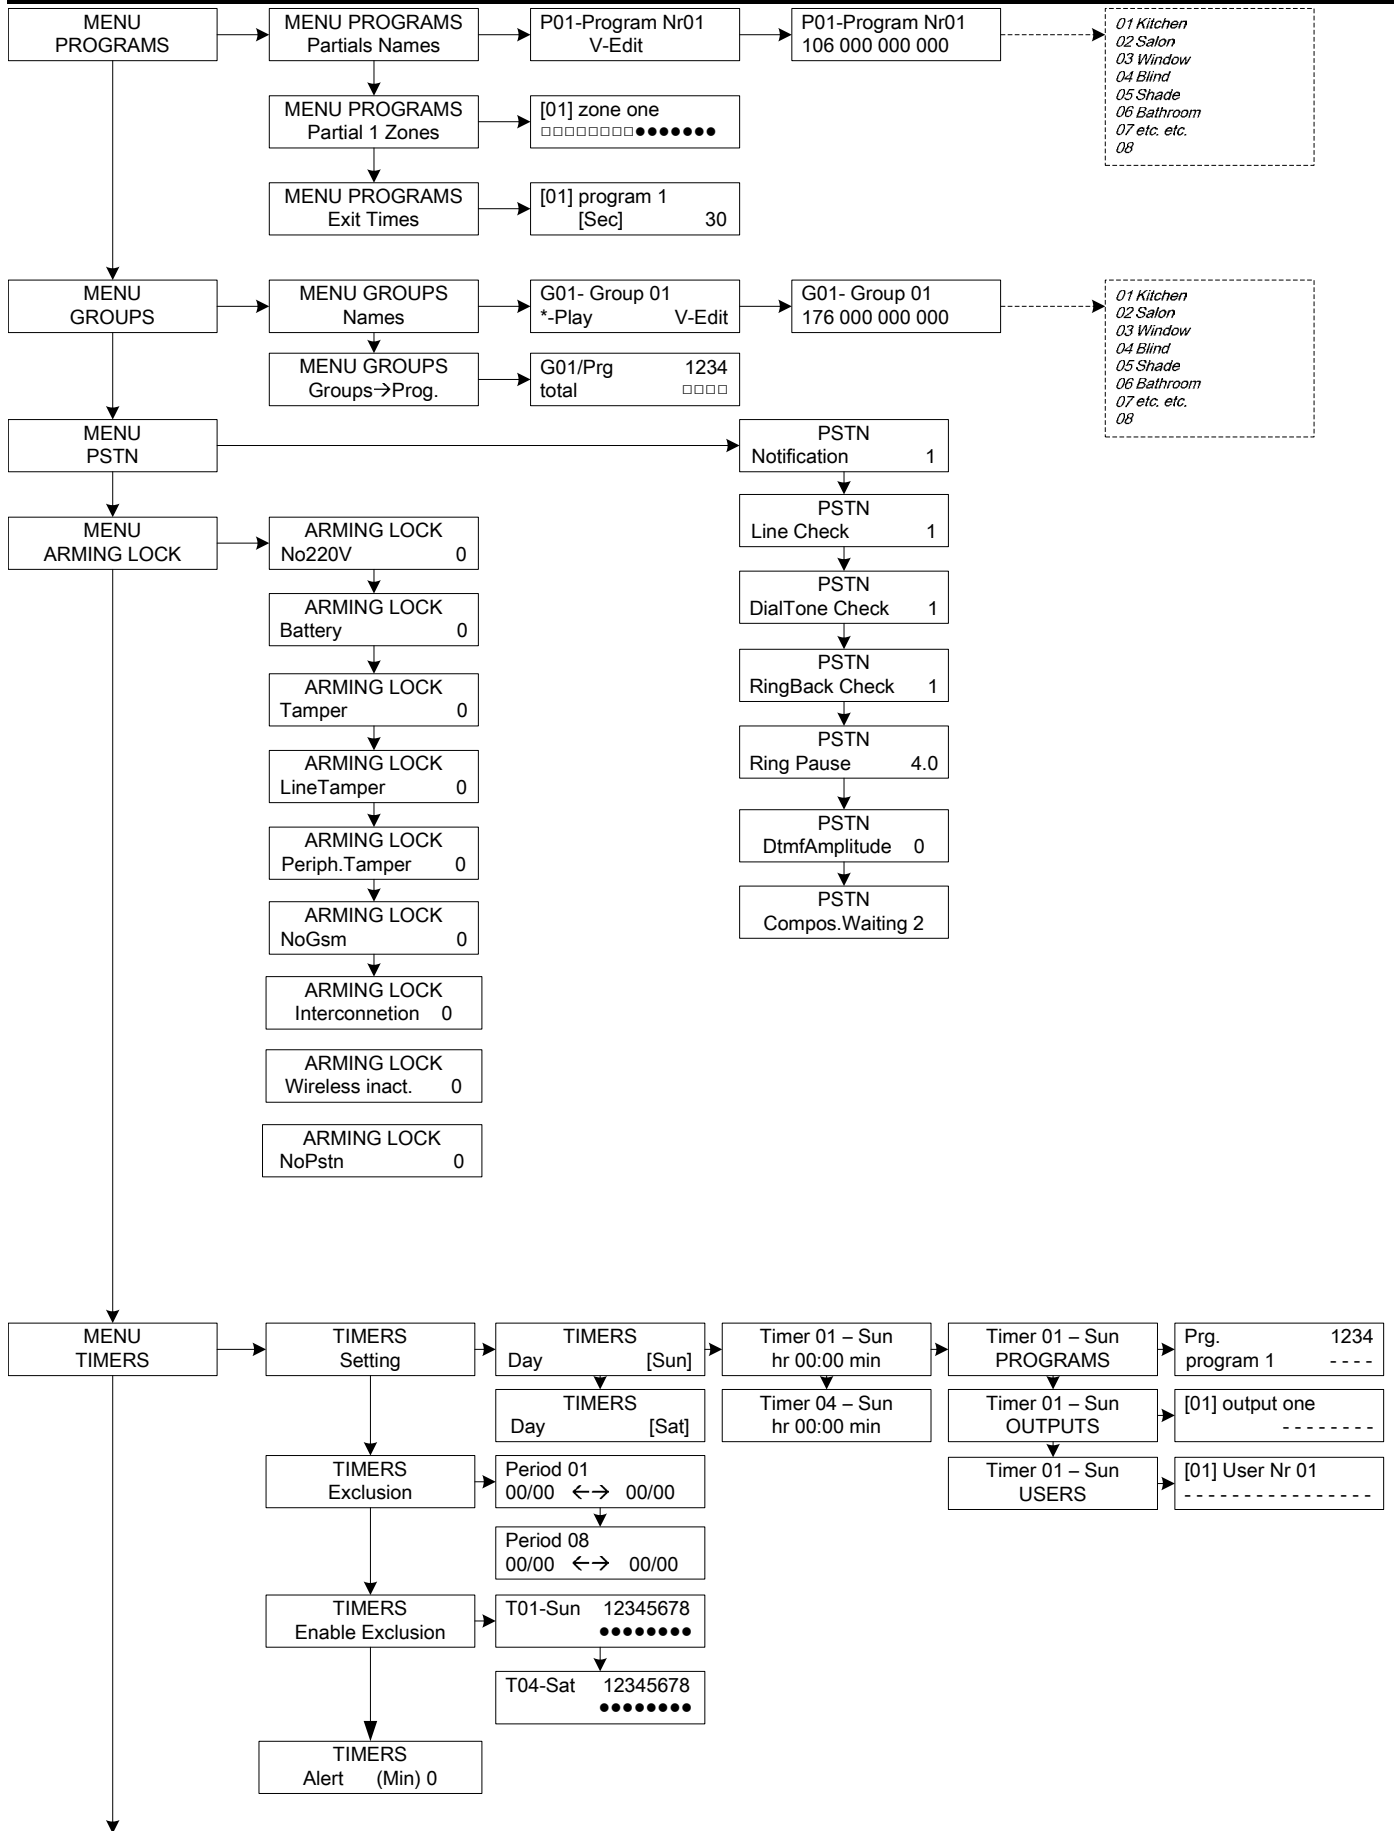 MENU
PROGRAMS
MENU PROGRAMS
Partials Names
P01-Program Nr01
V-Edit
P01-Program Nr01
106 000 000 000
01 Kitchen
02 Salon
03 Window
04 Blind
05 Shade
06 Bathroom
07 etc. etc.
08
MENU PROGRAMS
Partial 1 Zones
[01] zone one
□□□□□□□□●●●●●●●
MENU PROGRAMS
Exit Times
[01] program 1
[Sec] 30
MENU
GROUPS
MENU GROUPS
Names
G01- Group 01
*-Play V-Edit
G01- Group 01
176 000 000 000
01 Kitchen
02 Salon
03 Window
04 Blind
05 Shade
06 Bathroom
07 etc. etc.
08
MENU GROUPS
Groups→Prog.
G01/Prg 1234
total □□□□
MENU
PSTN
PSTN
Notification 1
PSTN
Line Check 1
PSTN
DialTone Check 1
PSTN
RingBack Check 1
PSTN
Ring Pause 4.0
PSTN
DtmfAmplitude 0
PSTN
Compos.Waiting 2
MENU
ARMING LOCK
ARMING LOCK
No220V 0
ARMING LOCK
Battery 0
ARMING LOCK
Tamper 0
ARMING LOCK
LineTamper 0
ARMING LOCK
Periph.Tamper 0
ARMING LOCK
NoGsm 0
ARMING LOCK
Interconnetion 0
ARMING LOCK
Wireless inact. 0
ARMING LOCK
NoPstn 0
MENU
TIMERS
TIMERS
Setting
TIMERS
Day [Sun]
Timer 01 – Sun
hr 00:00 min
Timer 01 – Sun
PROGRAMS
Prg. 1234
program 1 - - - -
TIMERS
Day [Sat]
Timer 04 – Sun
hr 00:00 min
Timer 01 – Sun
OUTPUTS
[01] output one
- - - - - - - -
TIMERS
Exclusion
Period 01
00/00 ←→ 00/00
Timer 01 – Sun
USERS
[01] User Nr 01
- - - - - - - - - - - - - - - -
Period 08
00/00 ←→ 00/00
TIMERS
Enable Exclusion
T01-Sun 12345678
●●●●●●●●
T04-Sat 12345678
●●●●●●●●
TIMERS
Alert (Min) 0